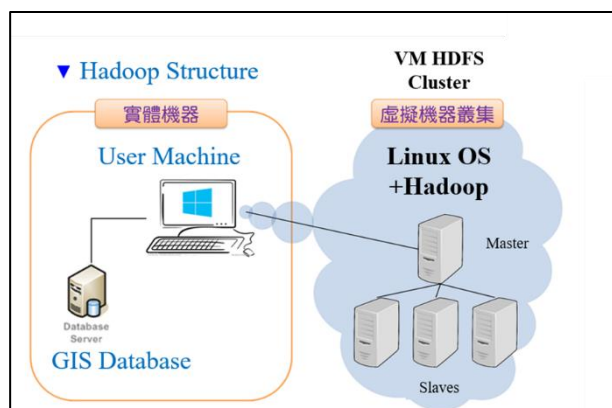 ▼ Hadoop Structure
實體機器
User Machine
Database
Server
GIS Database
VM HDFS
Cluster
虛擬機器叢集
Linux OS
+Hadoop
Master
Slaves